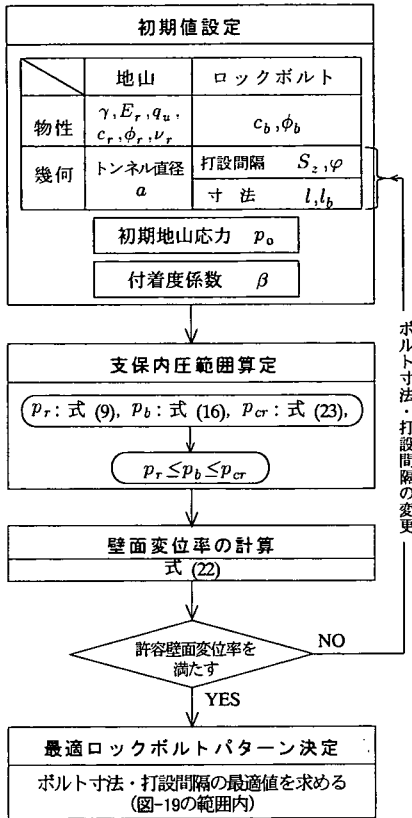 初期値設定
地山 ロックボルト
物性 γ, E_r, q_u, c_b, φ_b
c_r, φ_r, ν_r
幾何 トンネル直径 打設間隔 S_z, φ
a 寸 法 l, l_b
初期地山応力 p_o
付着度係数 β
支保内圧範囲算定
p_r: 式 (9), p_b: 式 (16), p_cr: 式 (23),
p_r ≤ p_b ≤ p_cr
壁面変位率の計算
式 (22)
許容壁面変位率を
満たす
NO
YES
ボルト寸法・打設間隔の変更
最適ロックボルトパターン決定
ボルト寸法・打設間隔の最適値を求める
(図-19の範囲内)